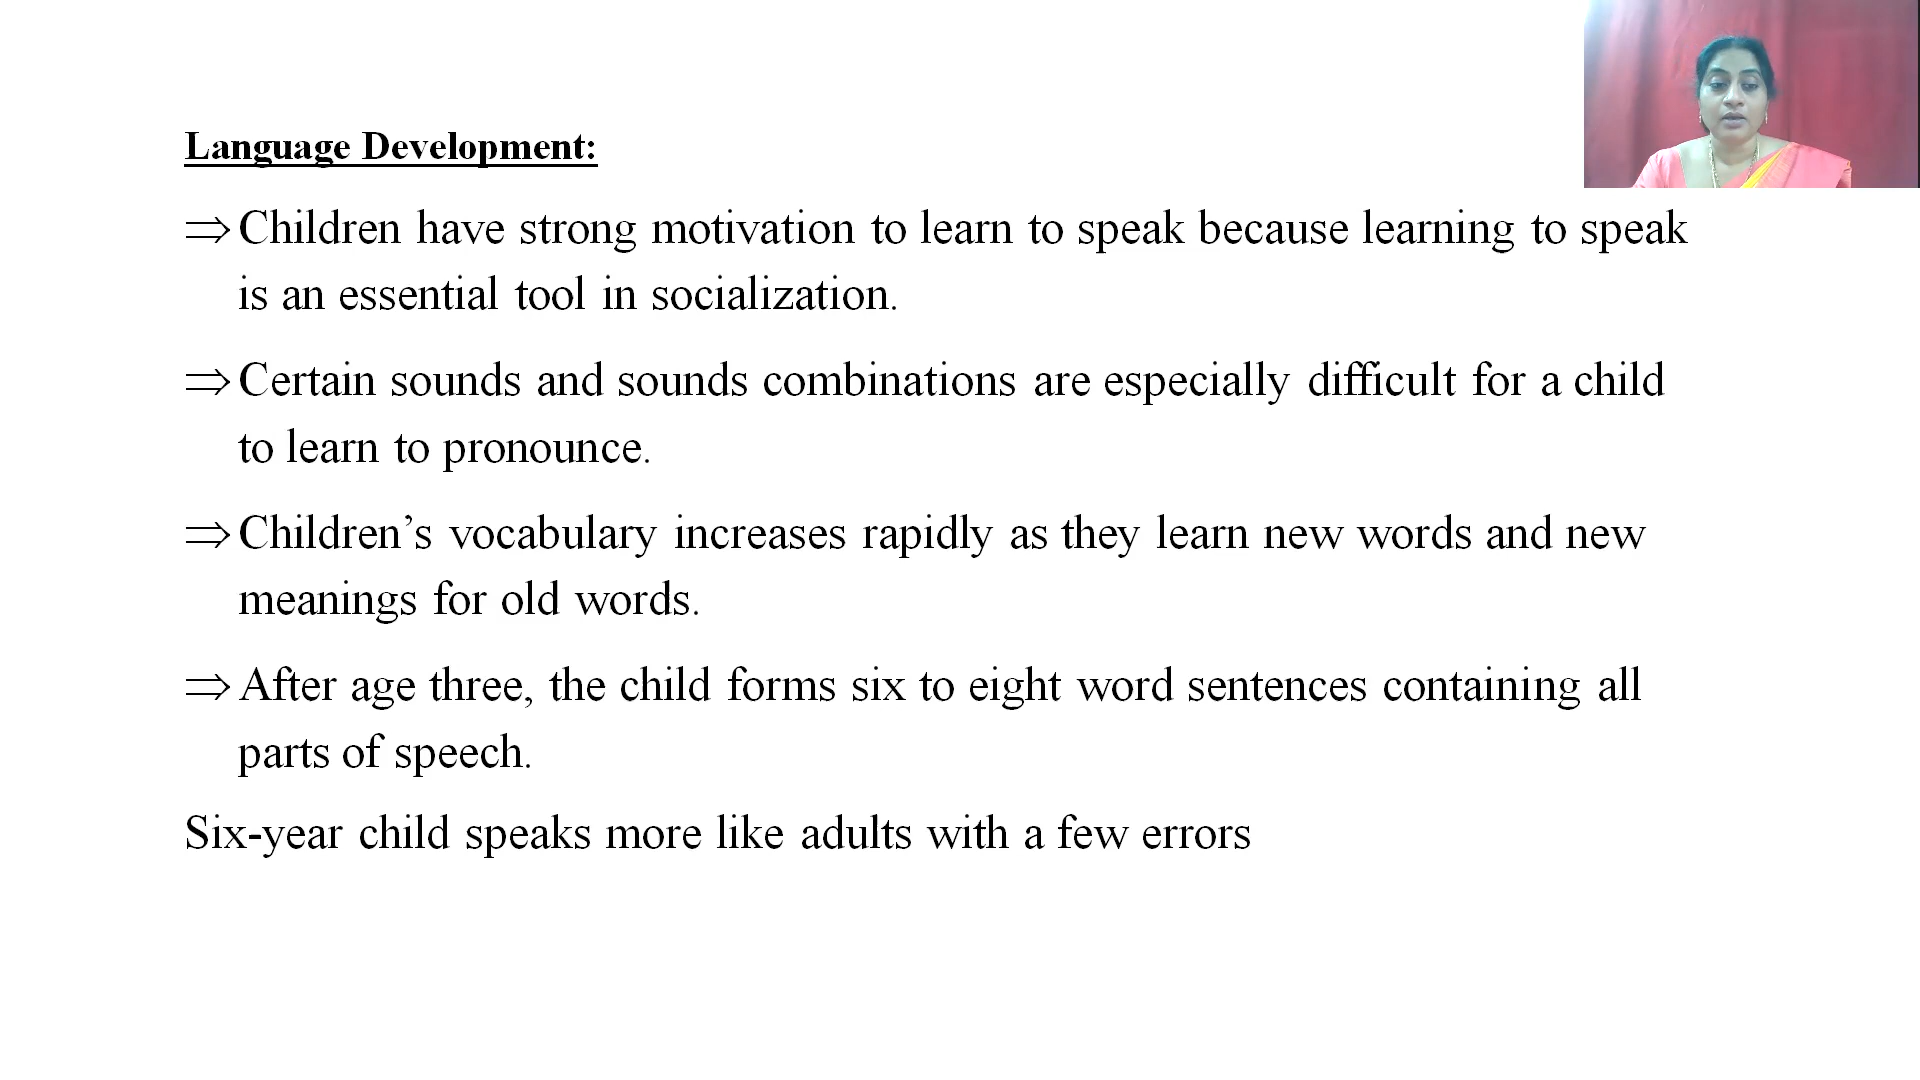 Language Development:
⇒Children have strong motivation to learn to speak because learning to speak
is an essential tool in socialization.
⇒Certain sounds and sounds combinations are especially difficult for a child
to learn to pronounce.
⇒Children’s vocabulary increases rapidly as they learn new words and new
meanings for old words.
⇒After age three, the child forms six to eight word sentences containing all
parts of speech.
Six-year child speaks more like adults with a few errors